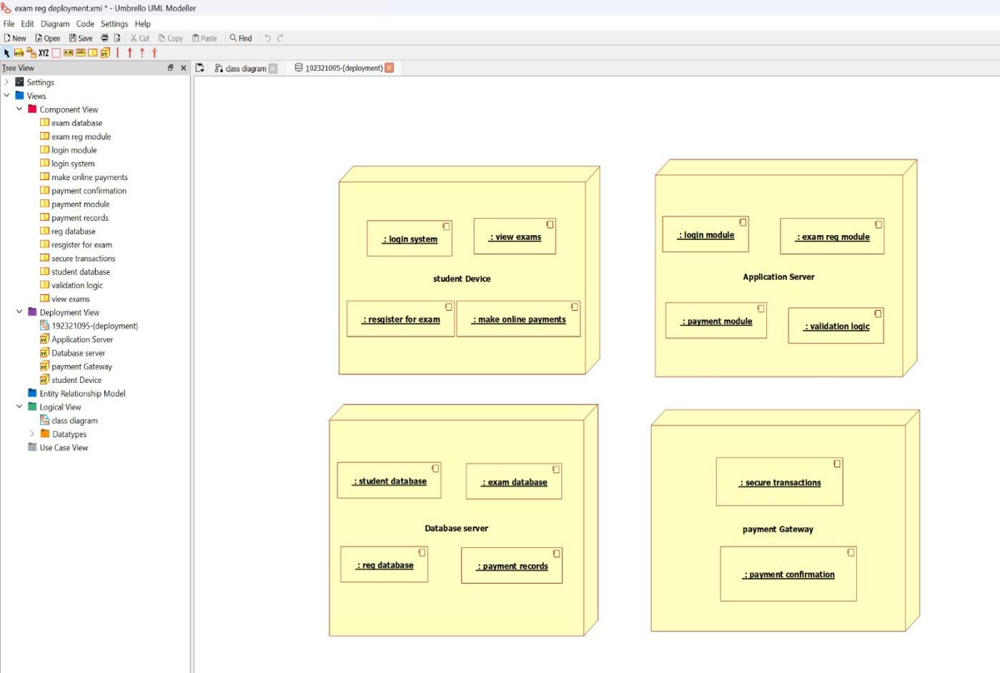 exam reg deployment.xmi * - Umbrello UML Modeller
File Edit Diagram Code Settings Help
New Open Save Cut Copy Paste Find
XYZ
Tree View
class diagram
192321095-(deployment)
Settings
Views
Component View
exam database
exam reg module
login module
login system
make online payments
payment confirmation
payment module
payment records
reg database
resgister for exam
secure transactions
student database
validation logic
view exams
Deployment View
192321095-(deployment)
Application Server
Database server
payment Gateway
student Device
Entity Relationship Model
Logical View
class diagram
Datatypes
Use Case View
: login system
: view exams
student Device
: resgister for exam
: make online payments
: login module
: exam reg module
Application Server
: payment module
: validation logic
: student database
: exam database
Database server
: reg database
: payment records
: secure transactions
payment Gateway
: payment confirmation